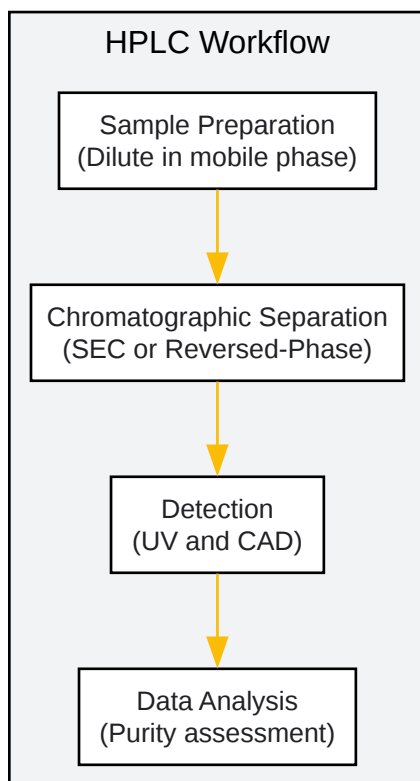 HPLC Workflow
Sample Preparation
(Dilute in mobile phase)
Chromatographic Separation
(SEC or Reversed-Phase)
Detection
(UV and CAD)
Data Analysis
(Purity assessment)